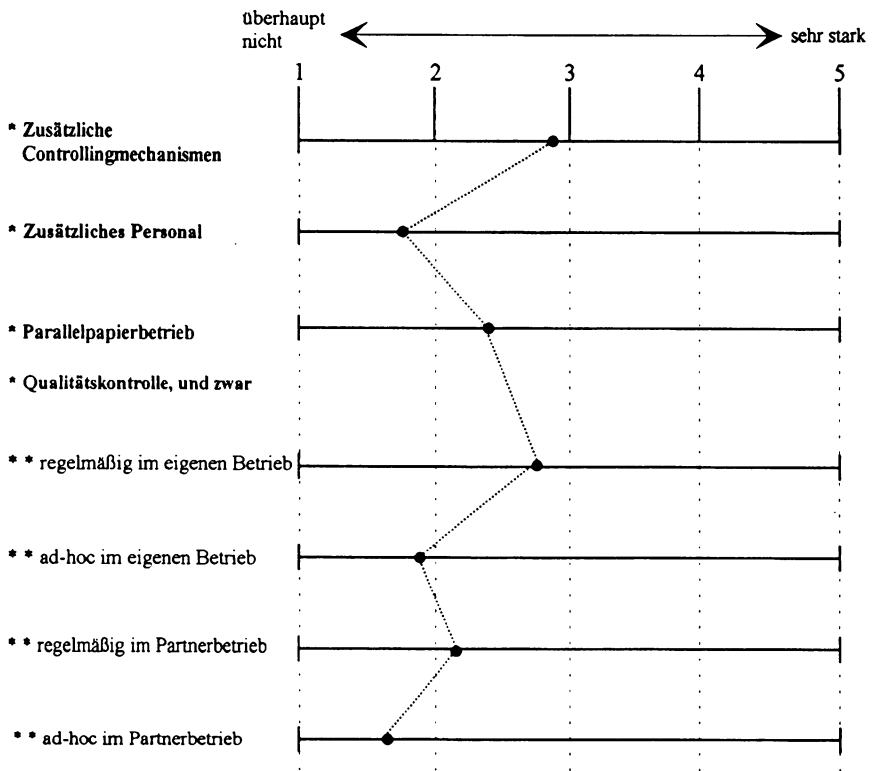 überhaupt
nicht
sehr stark
1 2 3 4 5
* Zusätzliche
Controllingmechanismen
* Zusätzliches Personal
* Parallelpapierbetrieb
* Qualitätskontrolle, und zwar
* * regelmäßig im eigenen Betrieb
* * ad-hoc im eigenen Betrieb
* * regelmäßig im Partnerbetrieb
* * ad-hoc im Partnerbetrieb